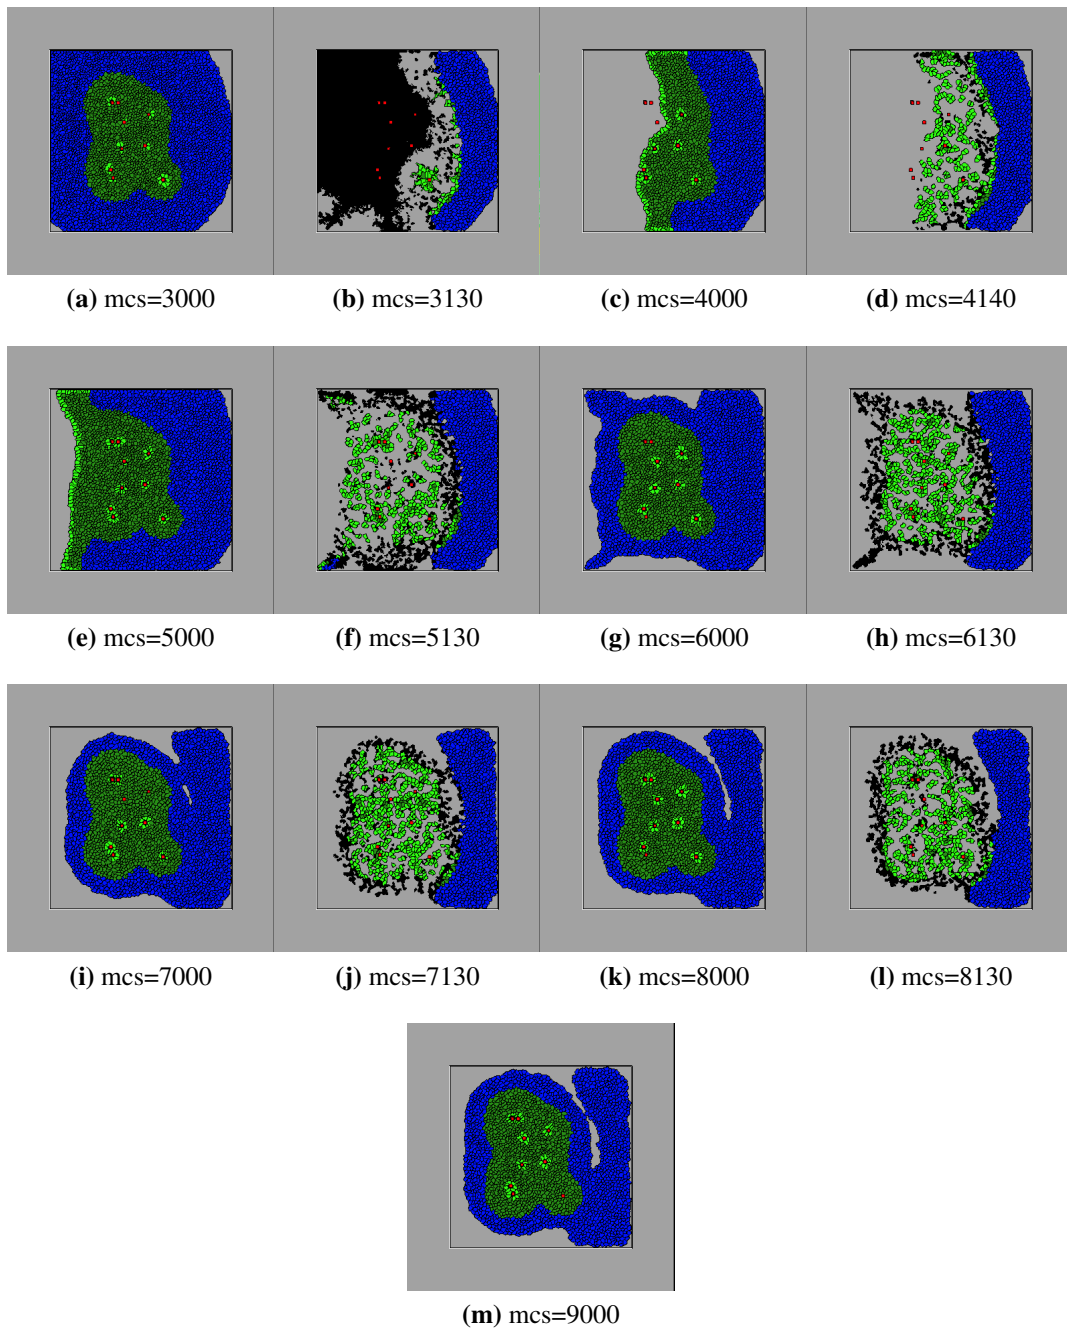 (a) mcs=3000 (b) mcs=3130 (c) mcs=4000 (d) mcs=4140
(e) mcs=5000 (f) mcs=5130 (g) mcs=6000 (h) mcs=6130
(i) mcs=7000 (j) mcs=7130 (k) mcs=8000 (l) mcs=8130
(m) mcs=9000